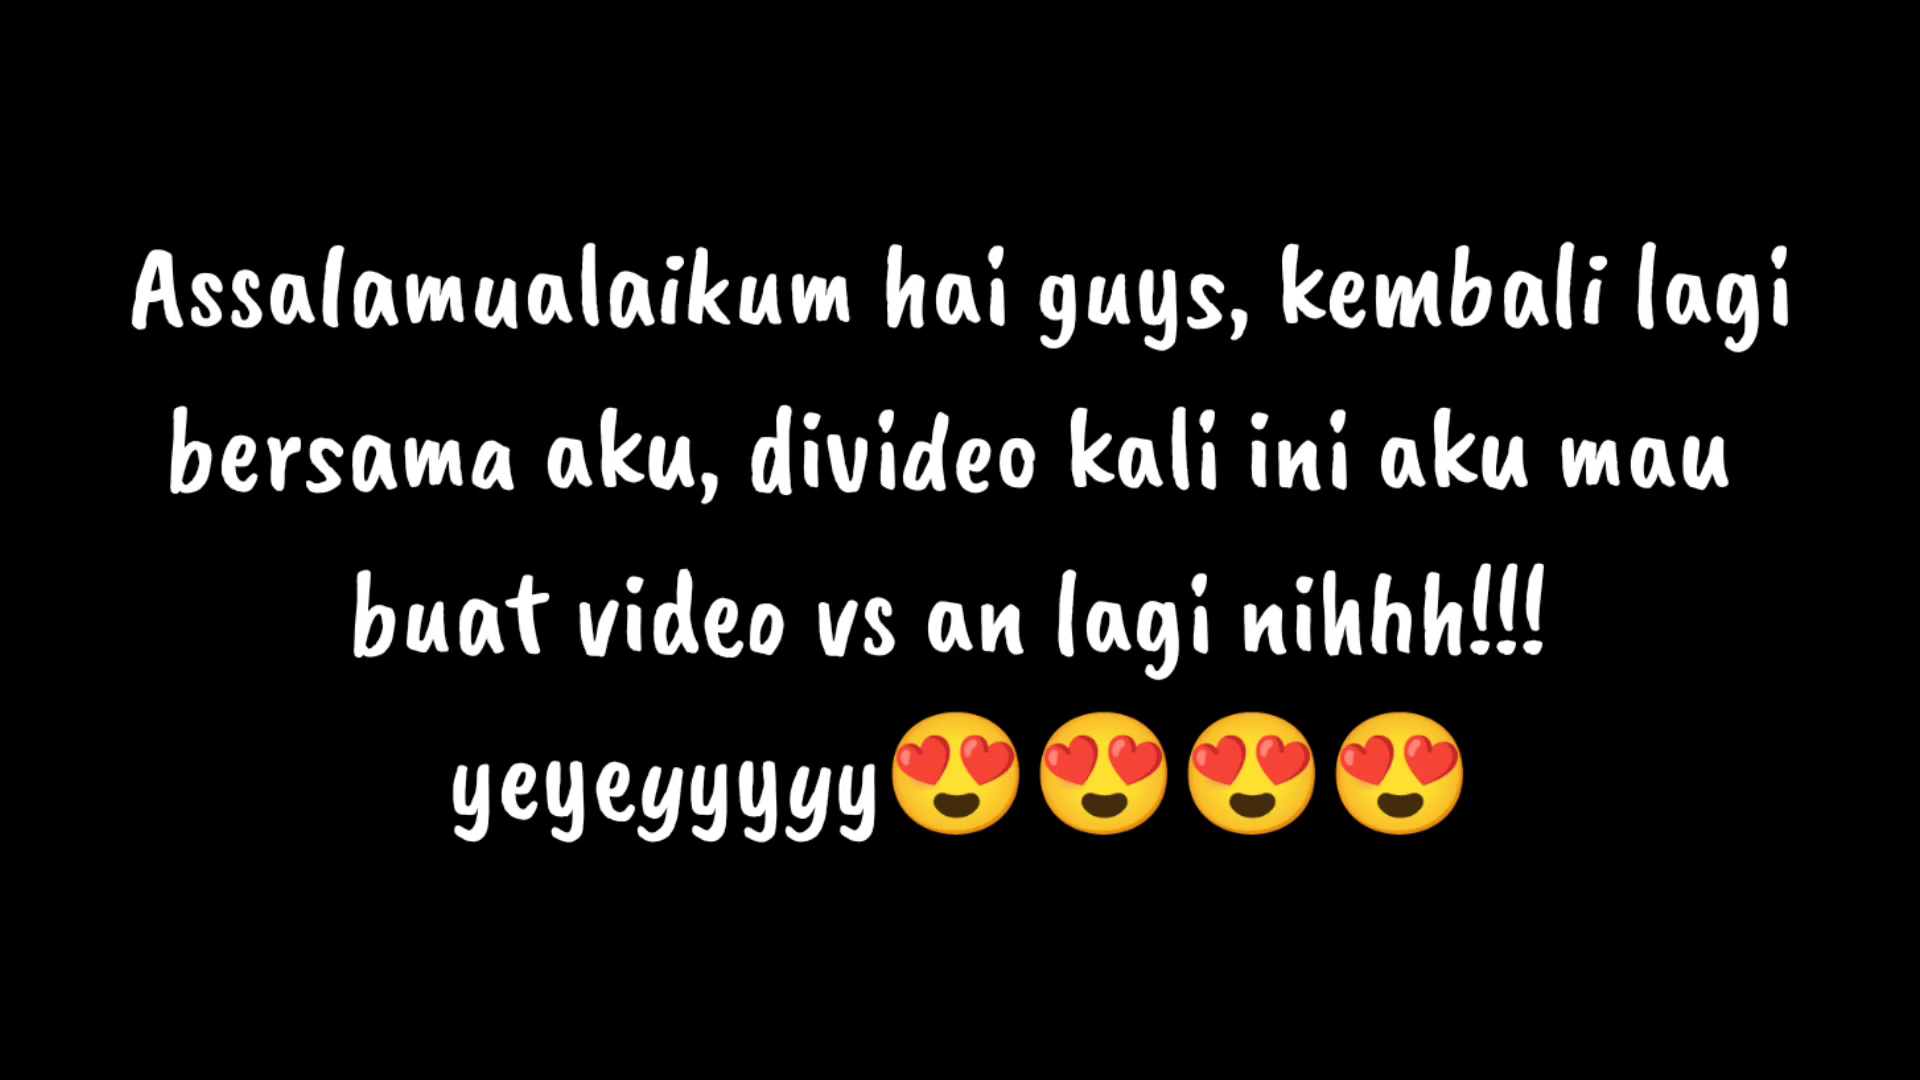 Assalamualaikum hai guys, kembali lagi
bersama aku, divideo kali ini aku mau
buat video vs an lagi nihhh!!!
yeyeyyyyy😍😍😍😍